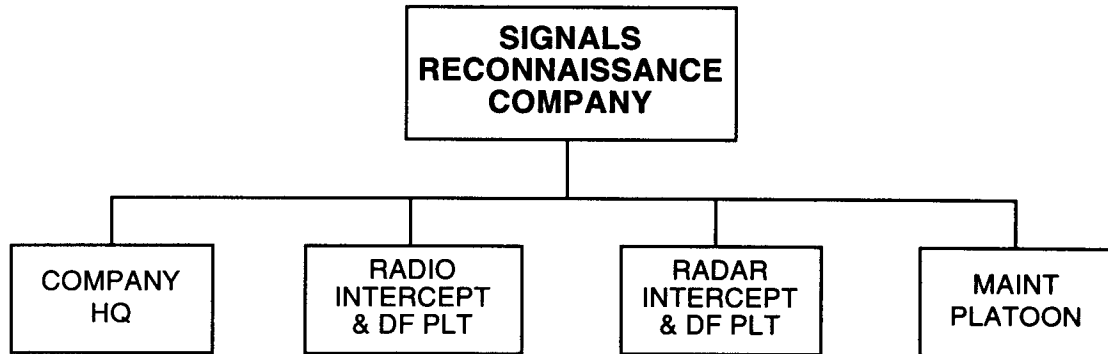 SIGNALS
RECONNAISSANCE
COMPANY
COMPANY
HQ
RADIO
INTERCEPT
& DF PLT
RADAR
INTERCEPT
& DF PLT
MAINT
PLATOON